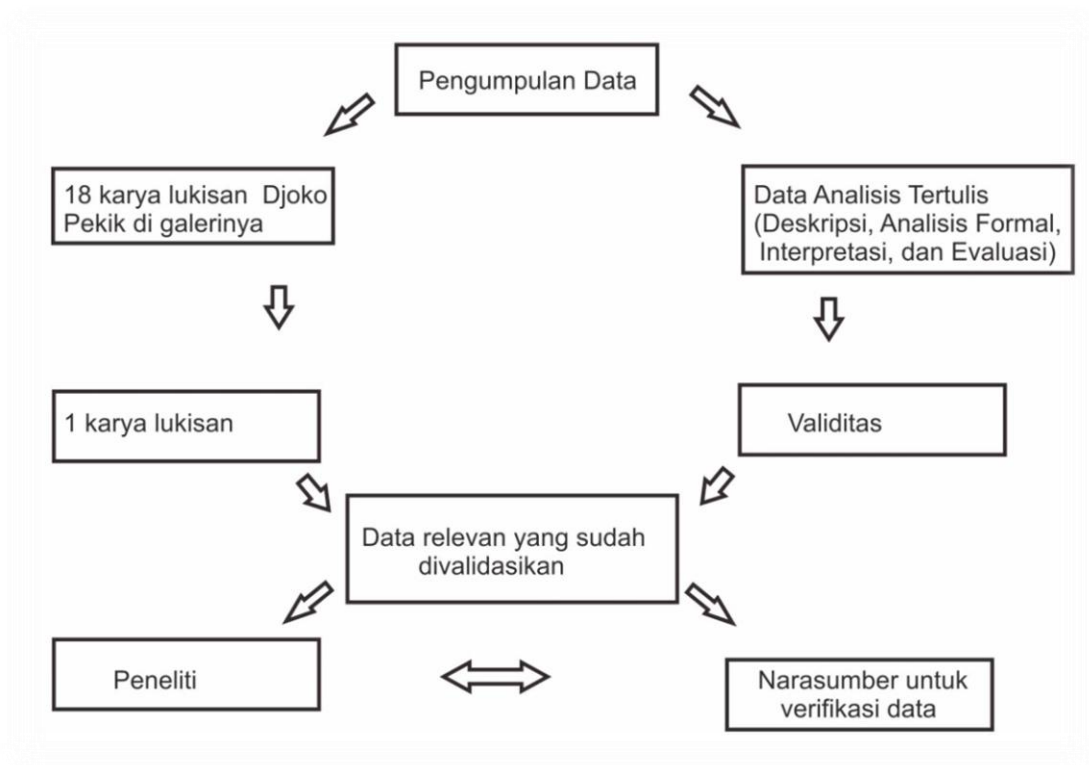 Pengumpulan Data
18 karya lukisan Djoko
Pekik di galerinya
Data Analisis Tertulis
(Deskripsi, Analisis Formal,
Interpretasi, dan Evaluasi)
1 karya lukisan
Validitas
Data relevan yang sudah
divalidasikan
Peneliti
Narasumber untuk
verifikasi data